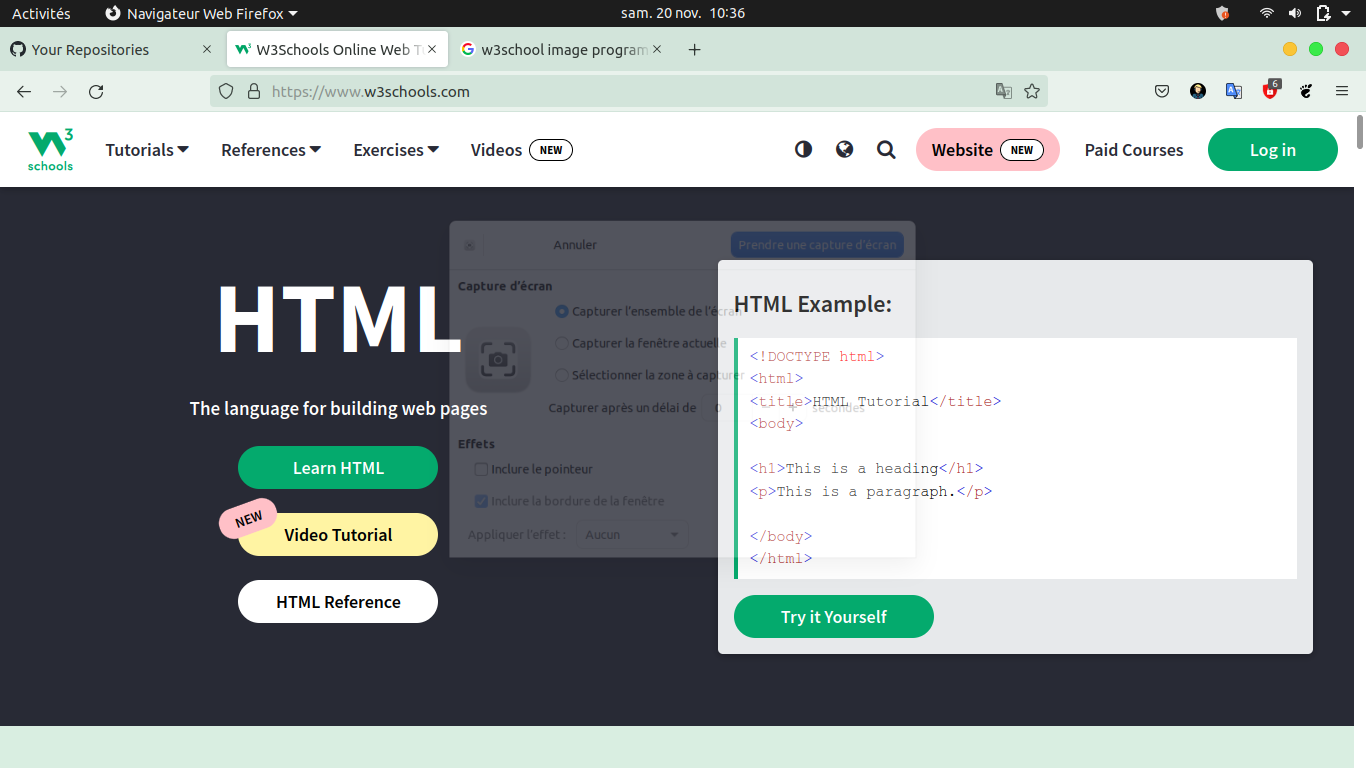 Activités
Navigateur Web Firefox
sam. 20 nov. 10:36
Your Repositories
W3Schools Online Web T
w3school image program
https://www.w3schools.com
6
W3
schools
Tutorials
References
Exercises
Videos NEW
Website NEW
Paid Courses
Log in
Annuler
Prendre une capture d'écran
Capture d'écran
Capturer l'ensemble de l'écran
Capturer la fenêtre actuelle
Sélectionner la zone à capturer
Capturer après un délai de 0 − + secondes
Effets
Inclure le pointeur
Inclure la bordure de la fenêtre
Appliquer l'effet : Aucun
HTML
The language for building web pages
Learn HTML
NEW
Video Tutorial
HTML Reference
HTML Example:
<!DOCTYPE html>
<html>
<title>HTML Tutorial</title>
<body>
<h1>This is a heading</h1>
<p>This is a paragraph.</p>
</body>
</html>
Try it Yourself